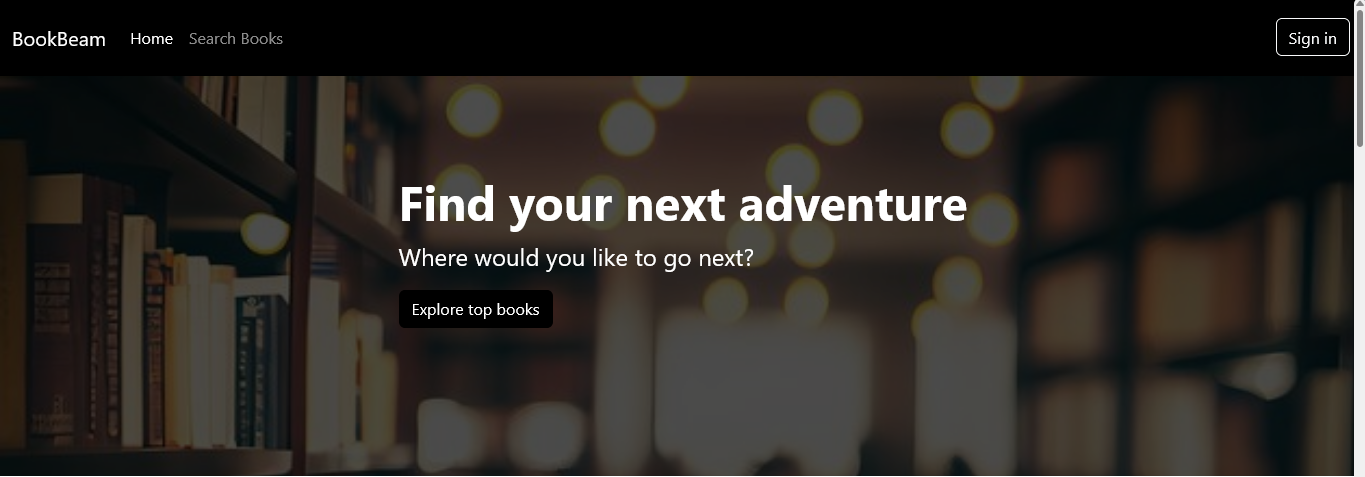 BookBeam Home Search Books Sign in
Find your next adventure
Where would you like to go next?
Explore top books